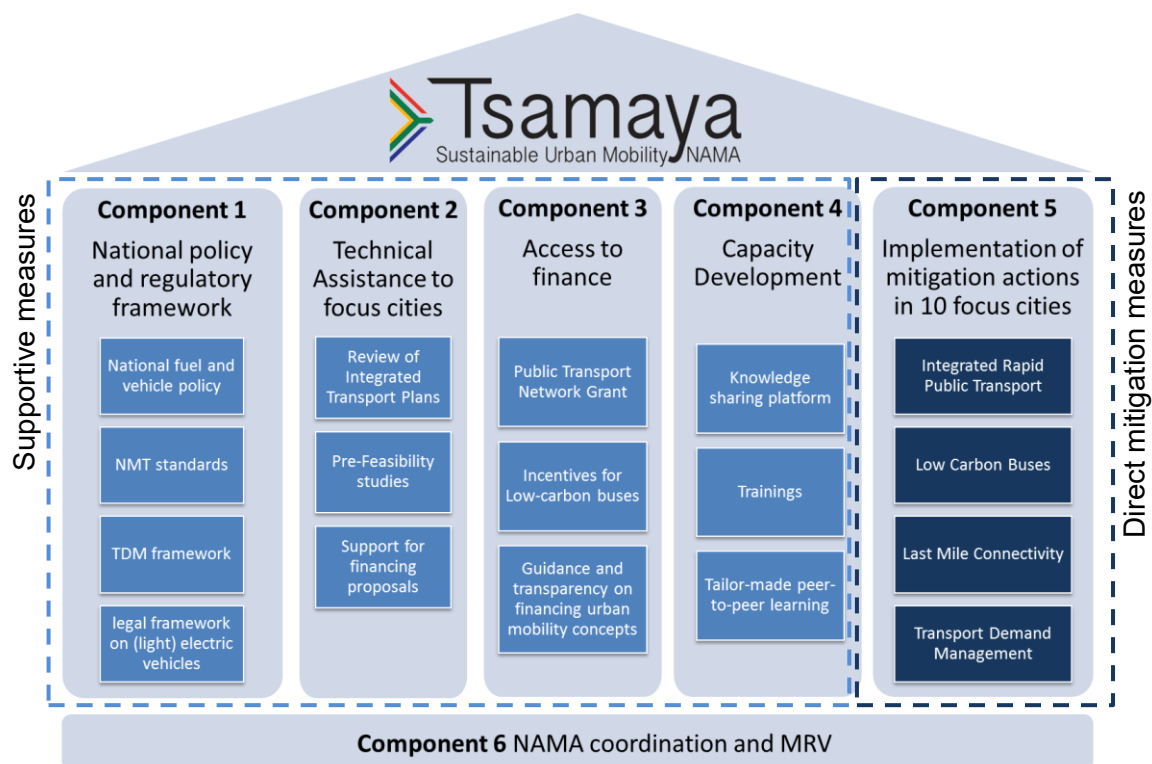 Tsamaya
Sustainable Urban Mobility NAMA
Supportive measures
Component 1
National policy
and regulatory
framework
National fuel and
vehicle policy
NMT standards
TDM framework
legal framework
on (light) electric
vehicles
Component 2
Technical
Assistance to
focus cities
Review of
Integrated
Transport Plans
Pre-Feasibility
studies
Support for
financing
proposals
Component 3
Access to
finance
Public Transport
Network Grant
Incentives for
Low-carbon buses
Guidance and
transparency on
financing urban
mobility concepts
Component 4
Capacity
Development
Knowledge
sharing platform
Trainings
Tailor-made peer-
to-peer learning
Component 5
Implementation of
mitigation actions
in 10 focus cities
Integrated Rapid
Public Transport
Low Carbon Buses
Last Mile Connectivity
Transport Demand
Management
Direct mitigation measures
Component 6 NAMA coordination and MRV